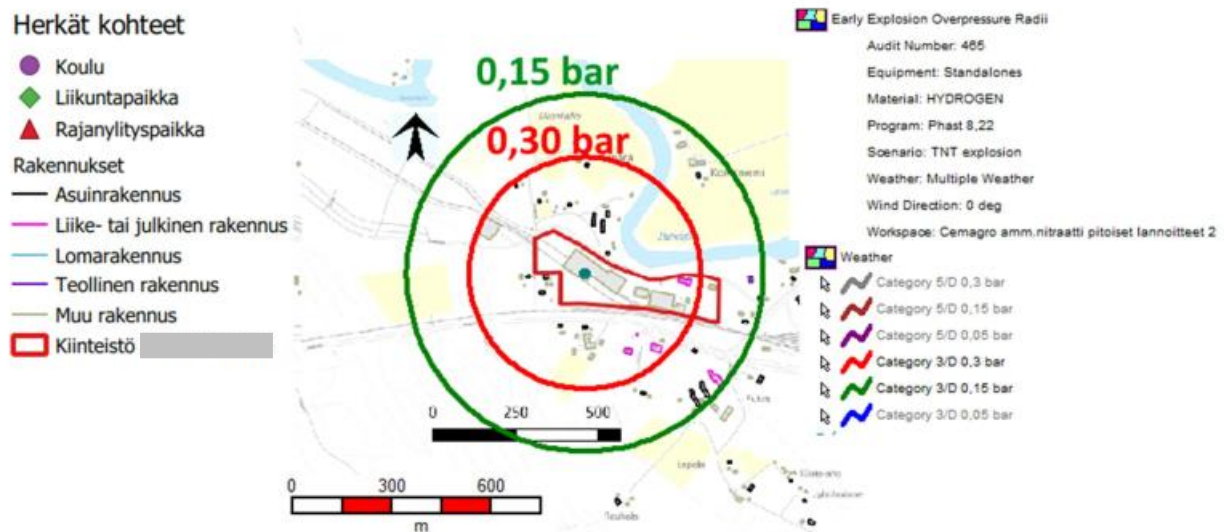 Herkät kohteet
Koulu
Liikuntapaikka
Rajanylityspaikka
Rakennukset
Asuinrakennus
Liike- tai julkinen rakennus
Lomarakennus
Teollinen rakennus
Muu rakennus
Kiinteistö
0,15 bar
0,30 bar
0 250 500
0 300 600
m
Early Explosion Overpressure Radii
Audit Number: 465
Equipment: Standalones
Material: HYDROGEN
Program: Phast 8,22
Scenario: TNT explosion
Weather: Multiple Weather
Wind Direction: 0 deg
Workspace: Cemagro amm.nitraatti pitoiset lannoitteet 2
Weather
Category 5/D 0,3 bar
Category 5/D 0,15 bar
Category 5/D 0,05 bar
Category 3/D 0,3 bar
Category 3/D 0,15 bar
Category 3/D 0,05 bar